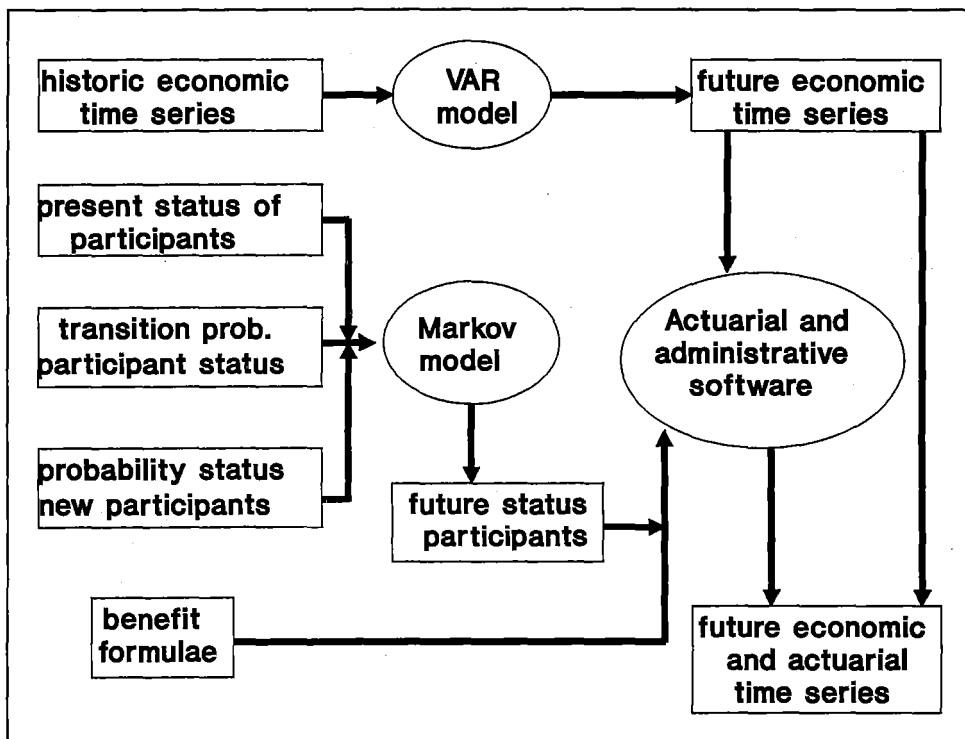 historic economic
time series
VAR
model
future economic
time series
present status of
participants
transition prob.
participant status
Markov
model
Actuarial and
administrative
software
probability status
new participants
future status
participants
benefit
formulae
future economic
and actuarial
time series